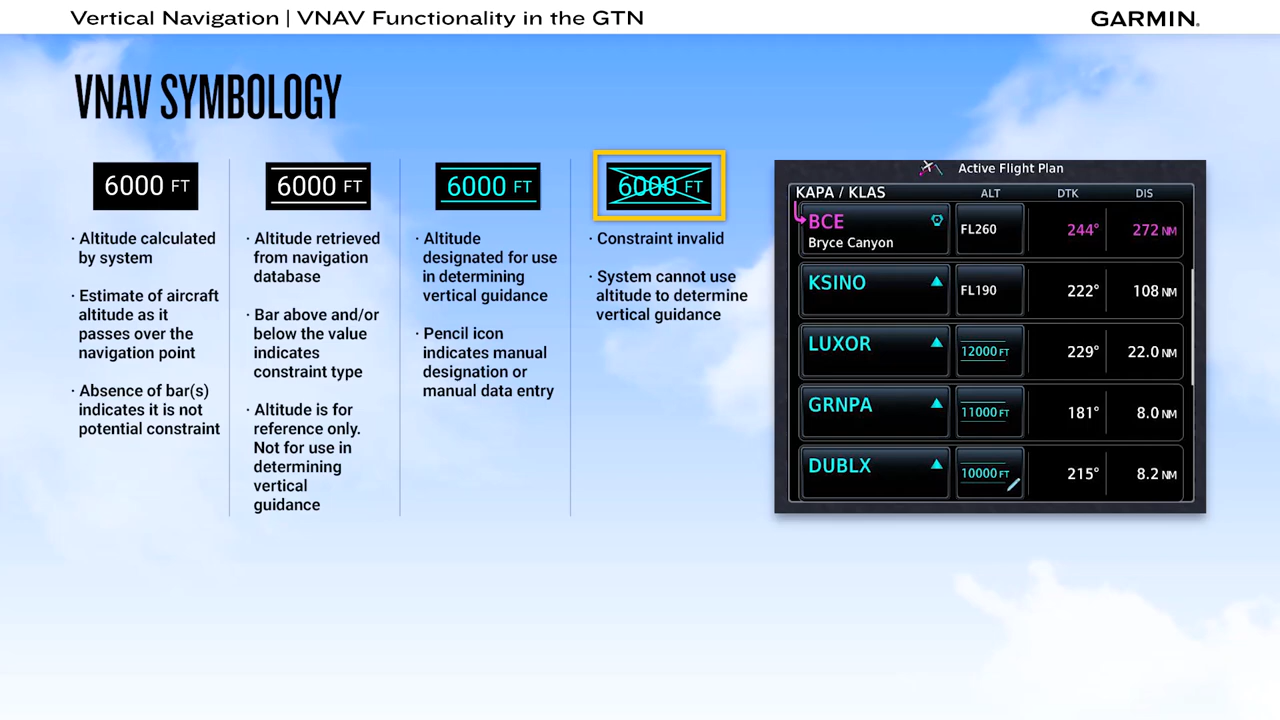 Vertical Navigation | VNAV Functionality in the GTN
GARMIN.
VNAV SYMBOLOGY
6000 FT
· Altitude calculated
by system
· Estimate of aircraft
altitude as it
passes over the
navigation point
· Absence of bar(s)
indicates it is not
potential constraint
6000 FT
· Altitude retrieved
from navigation
database
· Bar above and/or
below the value
indicates
constraint type
· Altitude is for
reference only.
Not for use in
determining
vertical
guidance
6000 FT
· Altitude
designated for use
in determining
vertical guidance
· Pencil icon
indicates manual
designation or
manual data entry
6000 FT
· Constraint invalid
· System cannot use
altitude to determine
vertical guidance
Active Flight Plan
KAPA / KLAS ALT DTK DIS
BCE FL260 244° 272 NM
Bryce Canyon
KSINO FL190 222° 108 NM
LUXOR 12000 FT 229° 22.0 NM
GRNPA 11000 FT 181° 8.0 NM
DUBLX 10000 FT 215° 8.2 NM